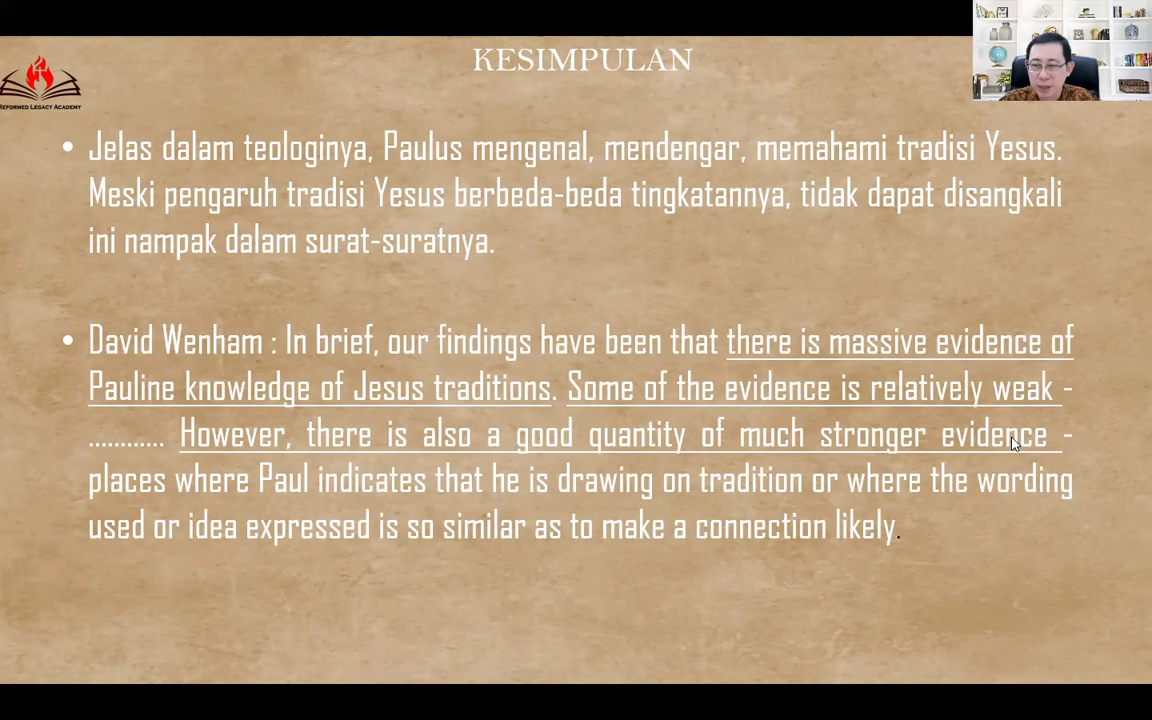 KESIMPULAN
REFORMED LEGACY ACADEMY
• Jelas dalam teologinya, Paulus mengenal, mendengar, memahami tradisi Yesus.
Meski pengaruh tradisi Yesus berbeda-beda tingkatannya, tidak dapat disangkali
ini nampak dalam surat-suratnya.
• David Wenham : In brief, our findings have been that there is massive evidence of
Pauline knowledge of Jesus traditions. Some of the evidence is relatively weak -
............ However, there is also a good quantity of much stronger evidence -
places where Paul indicates that he is drawing on tradition or where the wording
used or idea expressed is so similar as to make a connection likely.